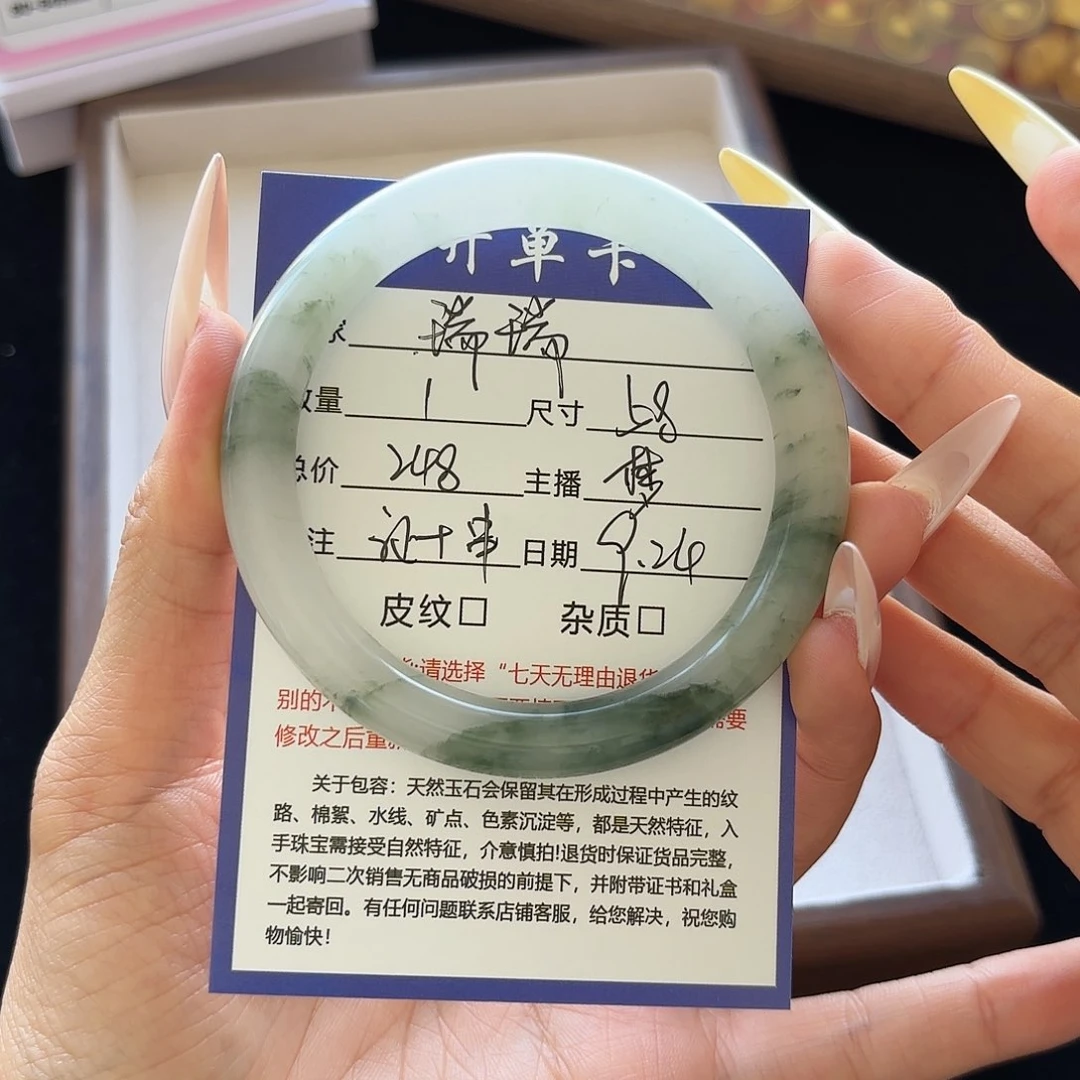 开单卡
瑞瑞
数量 1 尺寸 58
总价 248 主播
注 日期 9.24
皮纹□ 杂质□
请选择“七天无理由退货
别的不 需要
修改之后重
关于包容：天然玉石会保留其在形成过程中产生的纹
路、棉絮、水线、矿点、色素沉淀等，都是天然特征，入
手珠宝需接受自然特征，介意慎拍!退货时保证货品完整，
不影响二次销售无商品破损的前提下，并附带证书和礼盒
一起寄回。有任何问题联系店铺客服，给您解决，祝您购
物愉快！